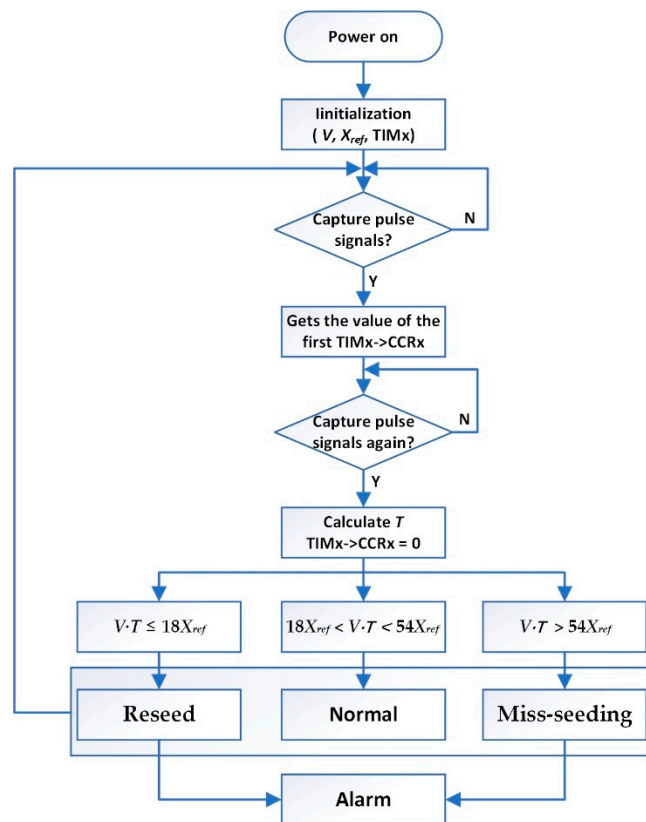 Power on
Iinitialization
( V, Xref, TIMx)
Capture pulse
signals?
N
Y
Gets the value of the
first TIMx->CCRx
Capture pulse
signals again?
N
Y
Calculate T
TIMx->CCRx = 0
V·T ≤ 18Xref
18Xref < V·T < 54Xref
V·T > 54Xref
Reseed
Normal
Miss-seeding
Alarm